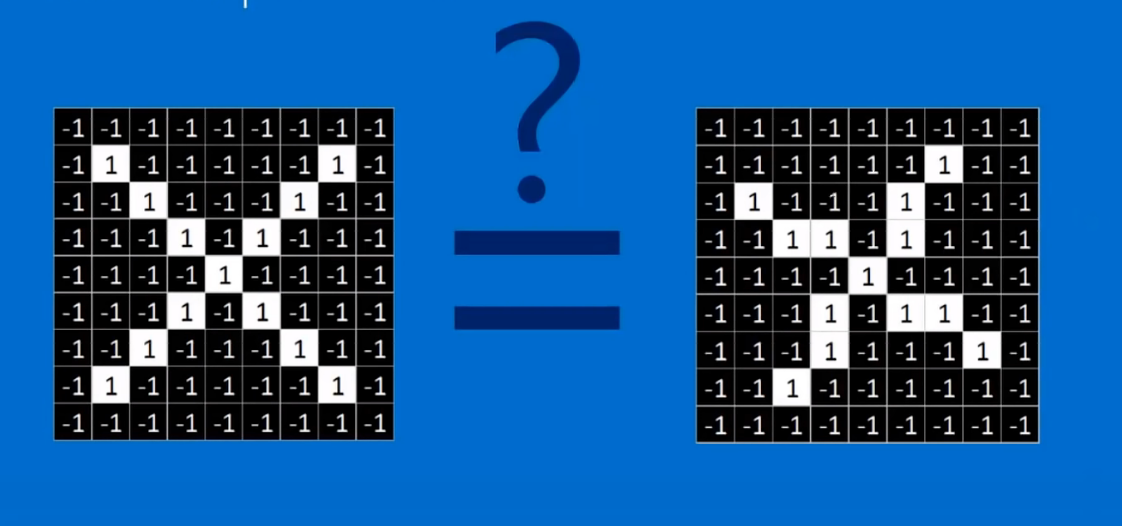 ?
-1 -1 -1 -1 -1 -1 -1 -1 -1
-1 1 -1 -1 -1 -1 -1 1 -1
-1 -1 1 -1 -1 -1 1 -1 -1
-1 -1 -1 1 -1 1 -1 -1 -1
-1 -1 -1 -1 1 -1 -1 -1 -1
-1 -1 -1 1 -1 1 -1 -1 -1
-1 -1 1 -1 -1 -1 1 -1 -1
-1 1 -1 -1 -1 -1 -1 1 -1
-1 -1 -1 -1 -1 -1 -1 -1 -1
=
-1 -1 -1 -1 -1 -1 -1 -1 -1
-1 -1 -1 -1 -1 -1 1 -1 -1
-1 1 -1 -1 -1 1 -1 -1 -1
-1 -1 1 1 -1 1 -1 -1 -1
-1 -1 -1 -1 1 -1 -1 -1 -1
-1 -1 -1 1 -1 1 1 -1 -1
-1 -1 -1 1 -1 -1 -1 1 -1
-1 -1 1 -1 -1 -1 -1 -1 -1
-1 -1 -1 -1 -1 -1 -1 -1 -1